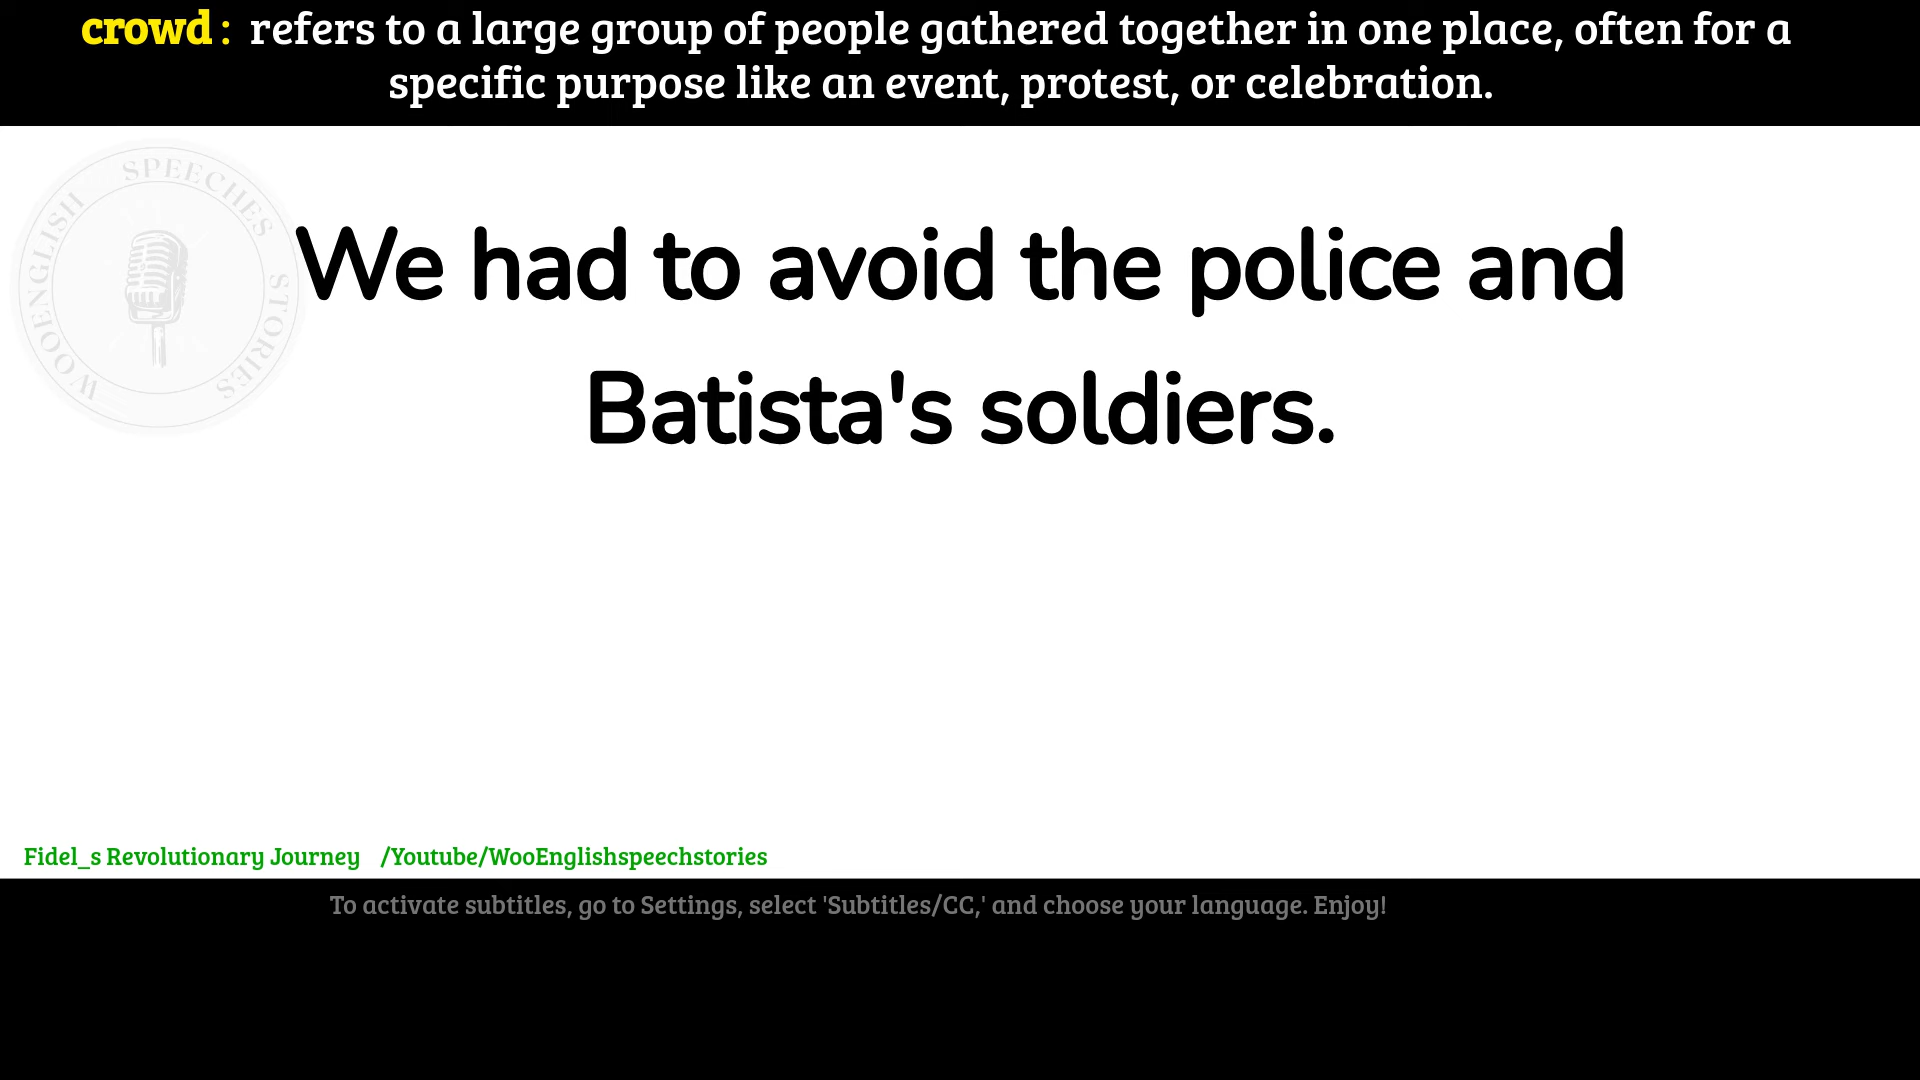 crowd : refers to a large group of people gathered together in one place, often for a
specific purpose like an event, protest, or celebration.
WOOENGLISH SPEECHES STORIES
We had to avoid the police and
Batista's soldiers.
Fidel_s Revolutionary Journey /Youtube/WooEnglishspeechstories
To activate subtitles, go to Settings, select 'Subtitles/CC,' and choose your language. Enjoy!